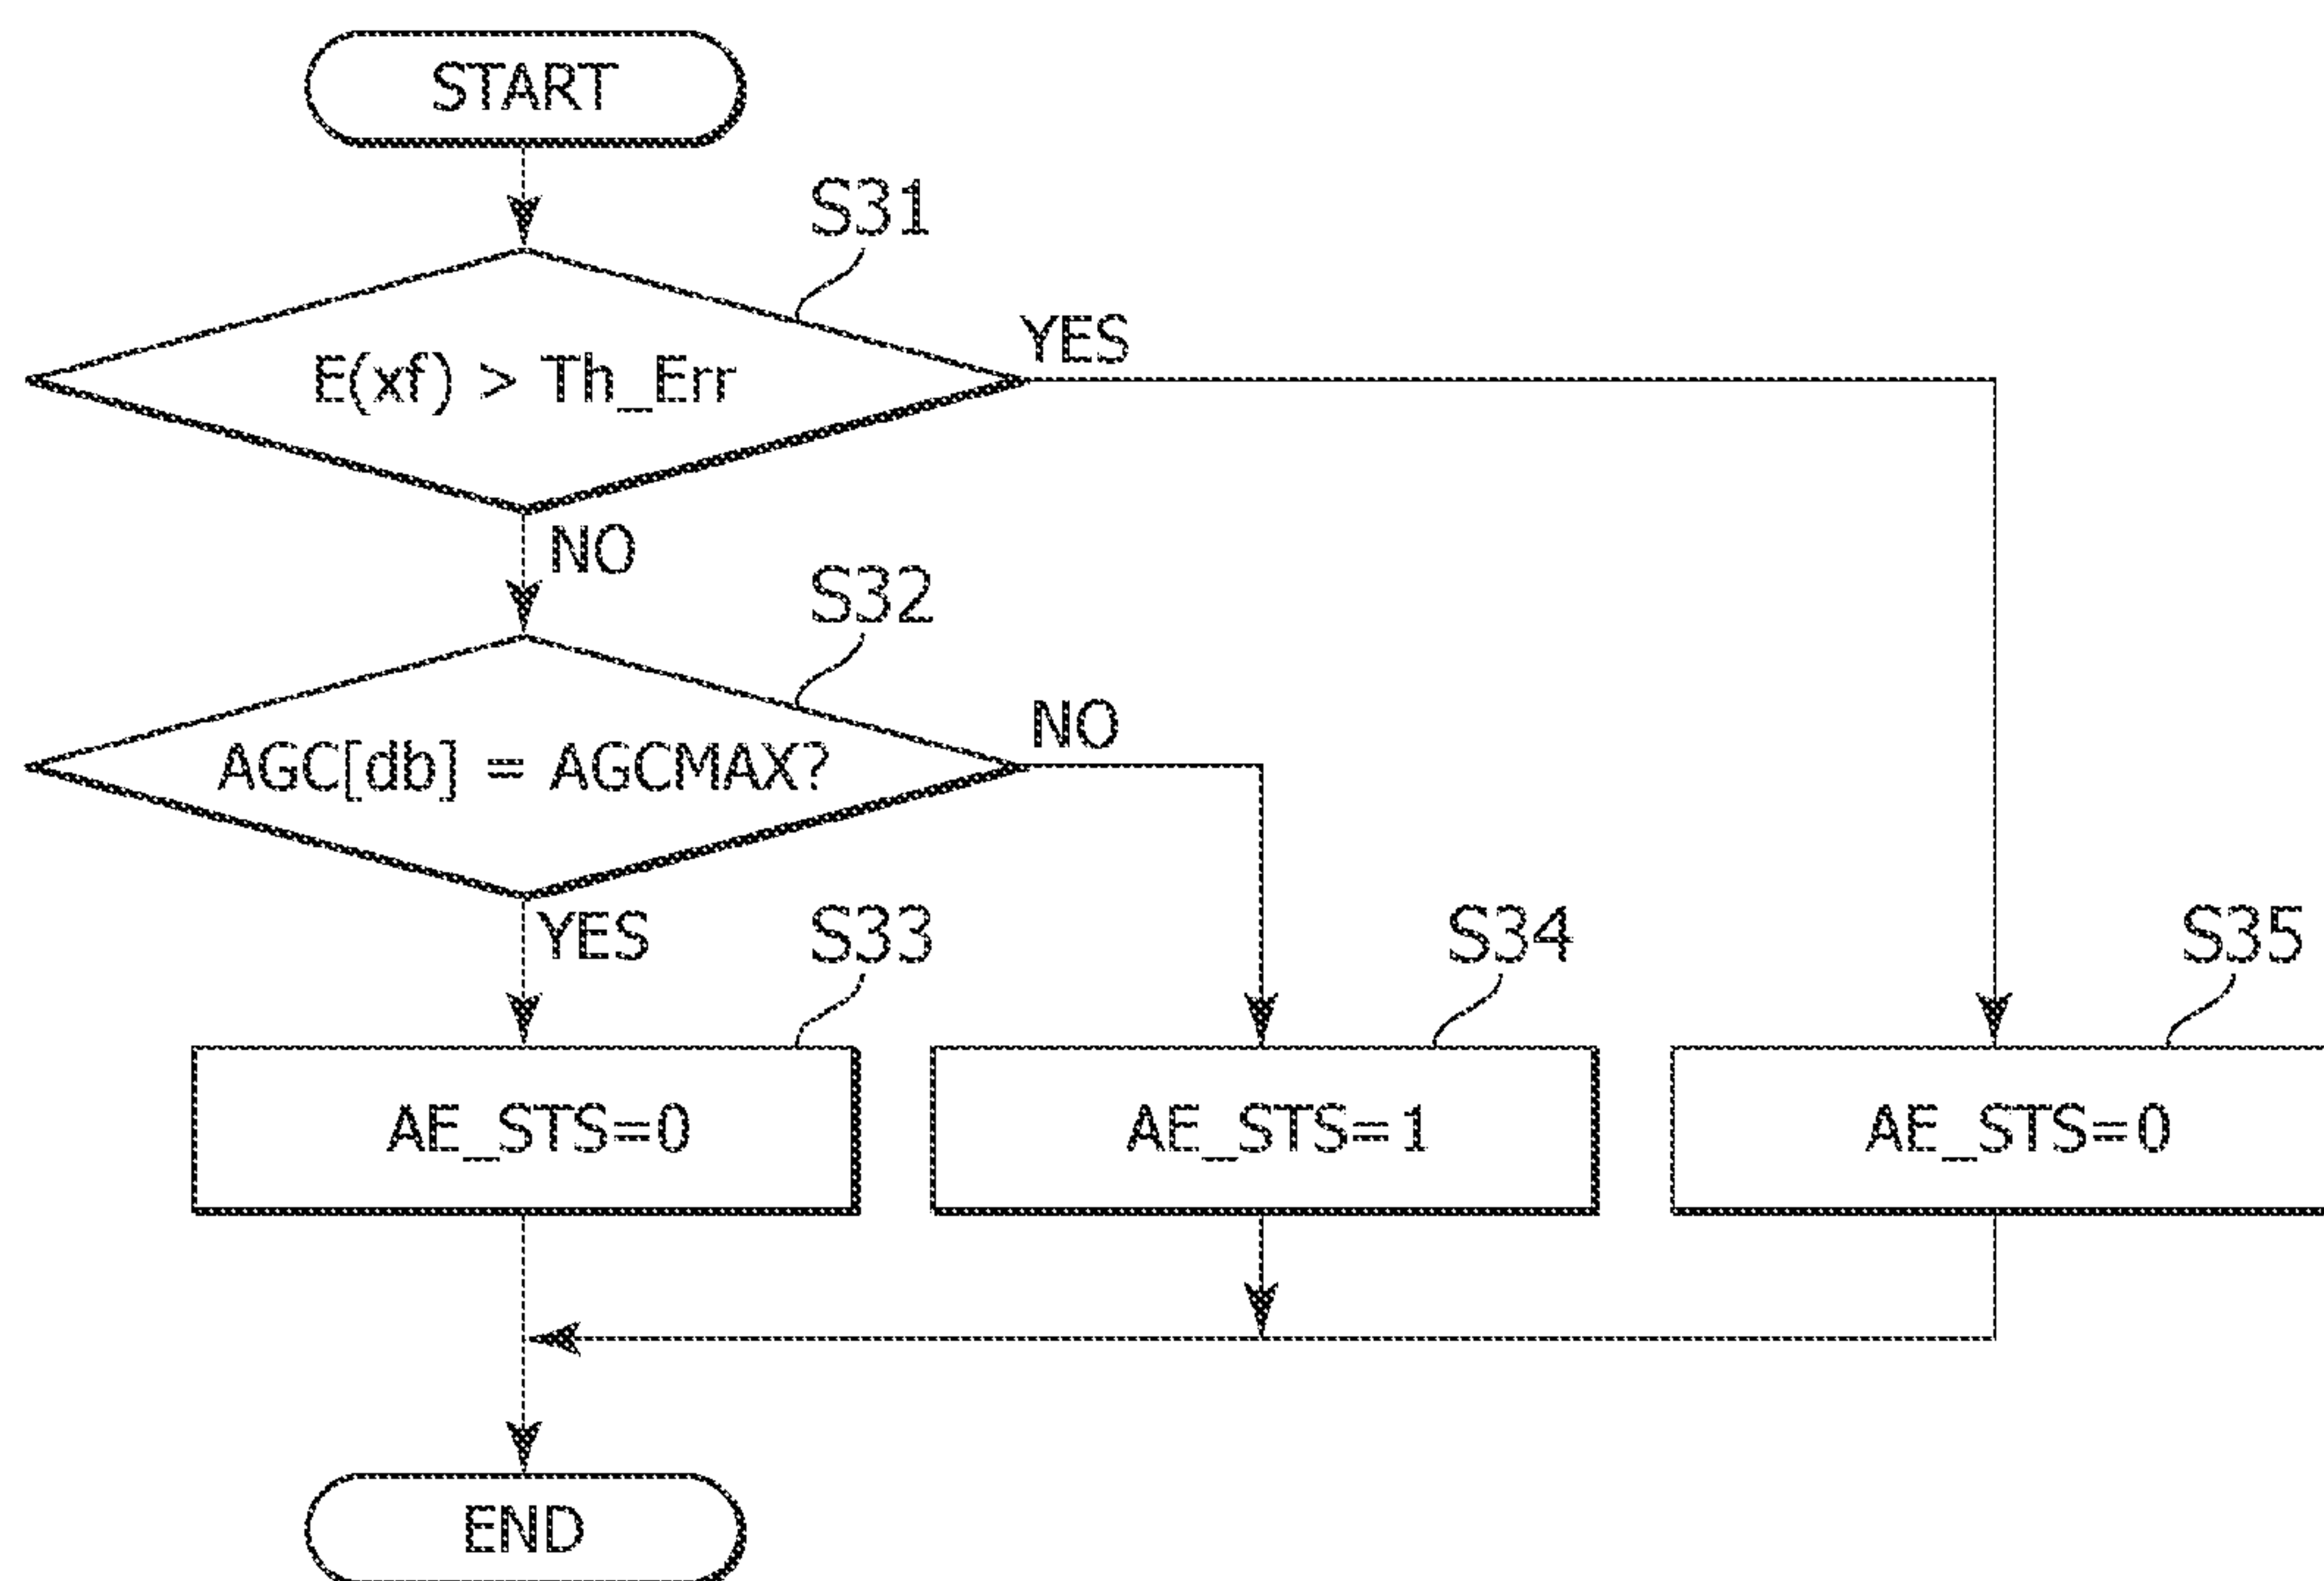 START
S31
E(xf) > Th_Err
YES
NO
S32
AGC[db] = AGCMAX?
NO
YES
S33
S34
S35
AE_STS=0
AE_STS=1
AE_STS=0
END